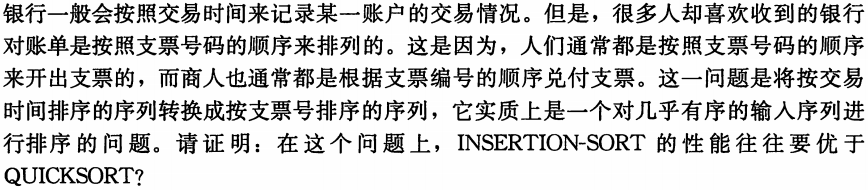 银行一般会按照交易时间来记录某一账户的交易情况。但是，很多人却喜欢收到的银行
对账单是按照支票号码的顺序来排列的。这是因为，人们通常都是按照支票号码的顺序
来开出支票的，而商人也通常都是根据支票编号的顺序兑付支票。这一问题是将按交易
时间排序的序列转换成按支票号排序的序列，它实质上是一个对几乎有序的输入序列进
行排序的问题。请证明：在这个问题上，INSERTION-SORT 的性能往往要优于
QUICKSORT?